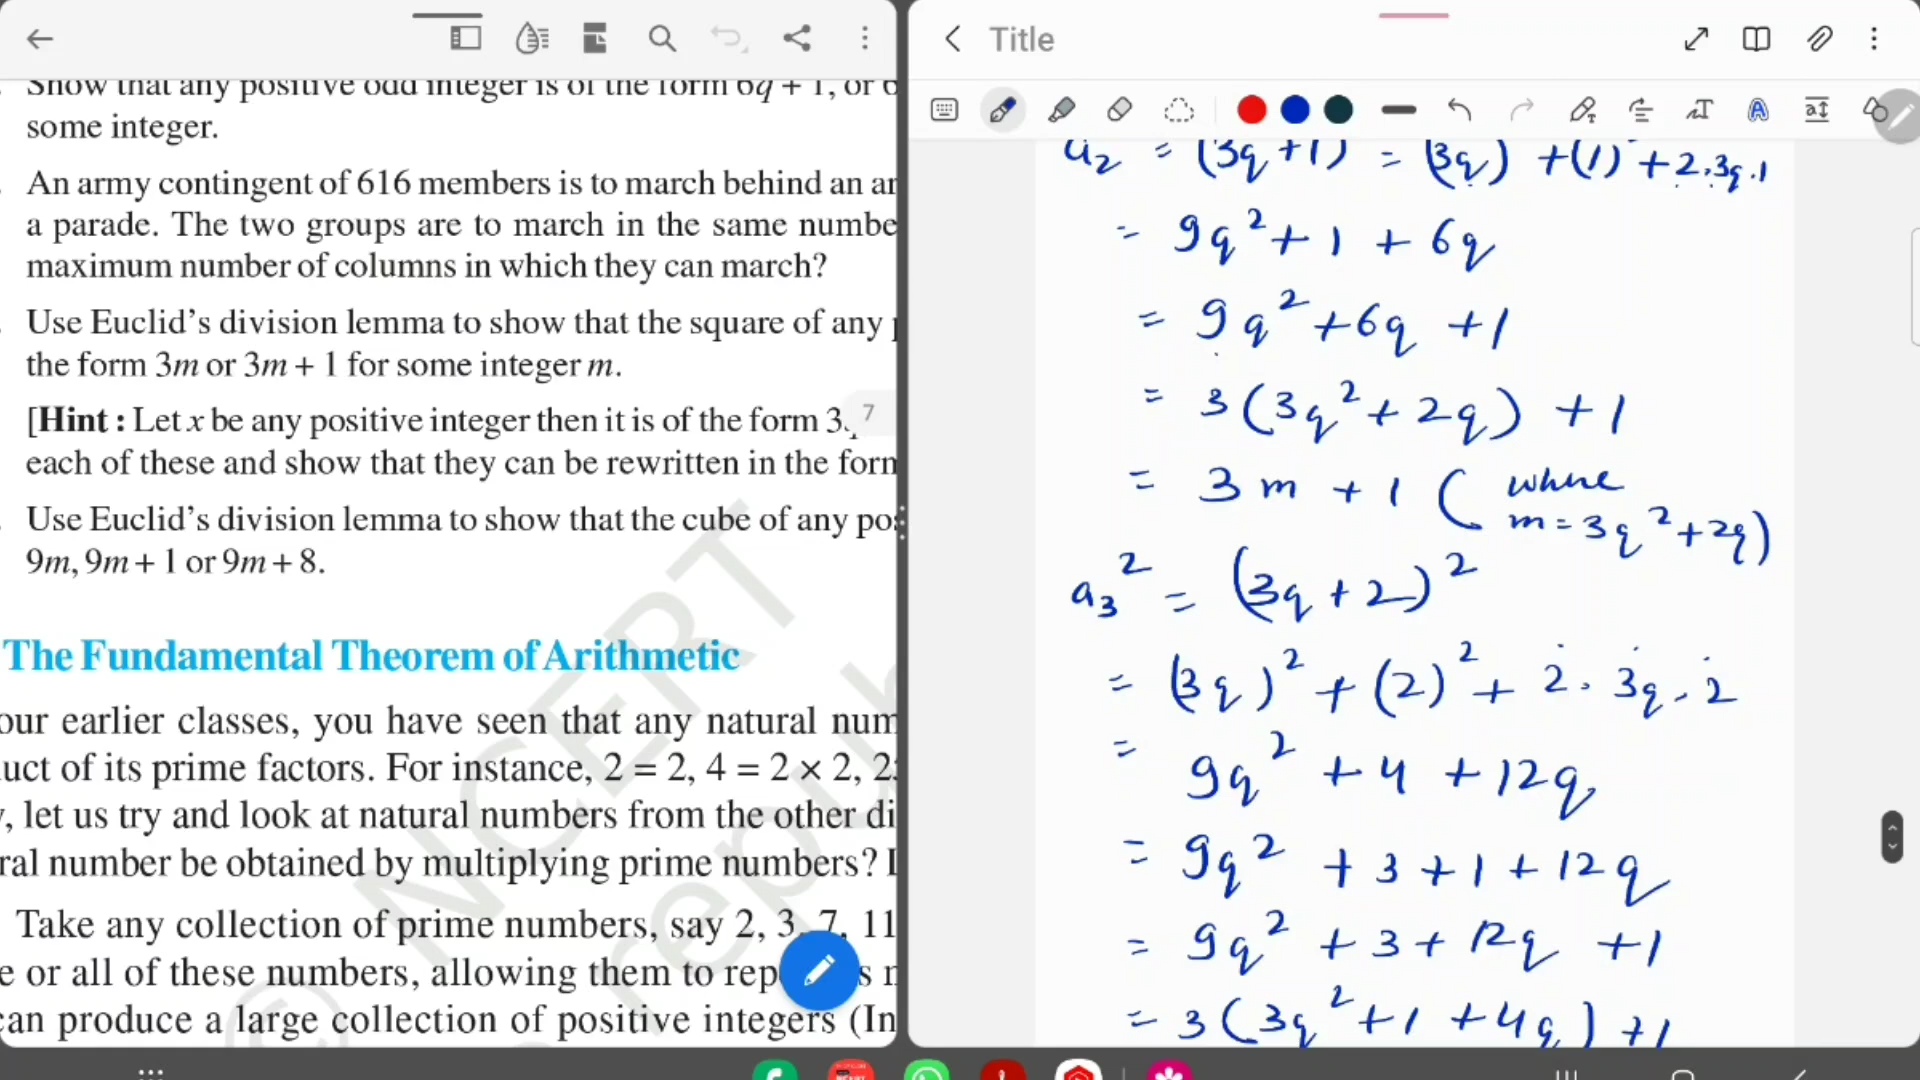 Title
Show that any positive odd integer is of the form 6q + 1, or 6
some integer.
An army contingent of 616 members is to march behind an ar
a parade. The two groups are to march in the same numbe
maximum number of columns in which they can march?
Use Euclid's division lemma to show that the square of any p
the form 3m or 3m + 1 for some integer m.
[Hint : Let x be any positive integer then it is of the form 3
7
each of these and show that they can be rewritten in the form
Use Euclid's division lemma to show that the cube of any pos
9m, 9m + 1 or 9m + 8.
The Fundamental Theorem of Arithmetic
our earlier classes, you have seen that any natural num
uct of its prime factors. For instance, 2 = 2, 4 = 2 × 2, 2
, let us try and look at natural numbers from the other di
ral number be obtained by multiplying prime numbers?
Take any collection of prime numbers, say 2, 3, 7, 11
e or all of these numbers, allowing them to rep
can produce a large collection of positive integers (In
© NCERT
repub
a2 = (3q+1) = (3q) + (1) + 2.3q.1
= 9q² + 1 + 6q
= 9q² + 6q + 1
= 3(3q² + 2q) + 1
= 3m + 1 ( where
m = 3q² + 2q)
a3² = (3q + 2)²
= (3q)² + (2)² + 2 . 3q . 2
= 9q² + 4 + 12q
= 9q² + 3 + 1 + 12q
= 9q² + 3 + 12q + 1
= 3(3q² + 1 + 4q) + 1